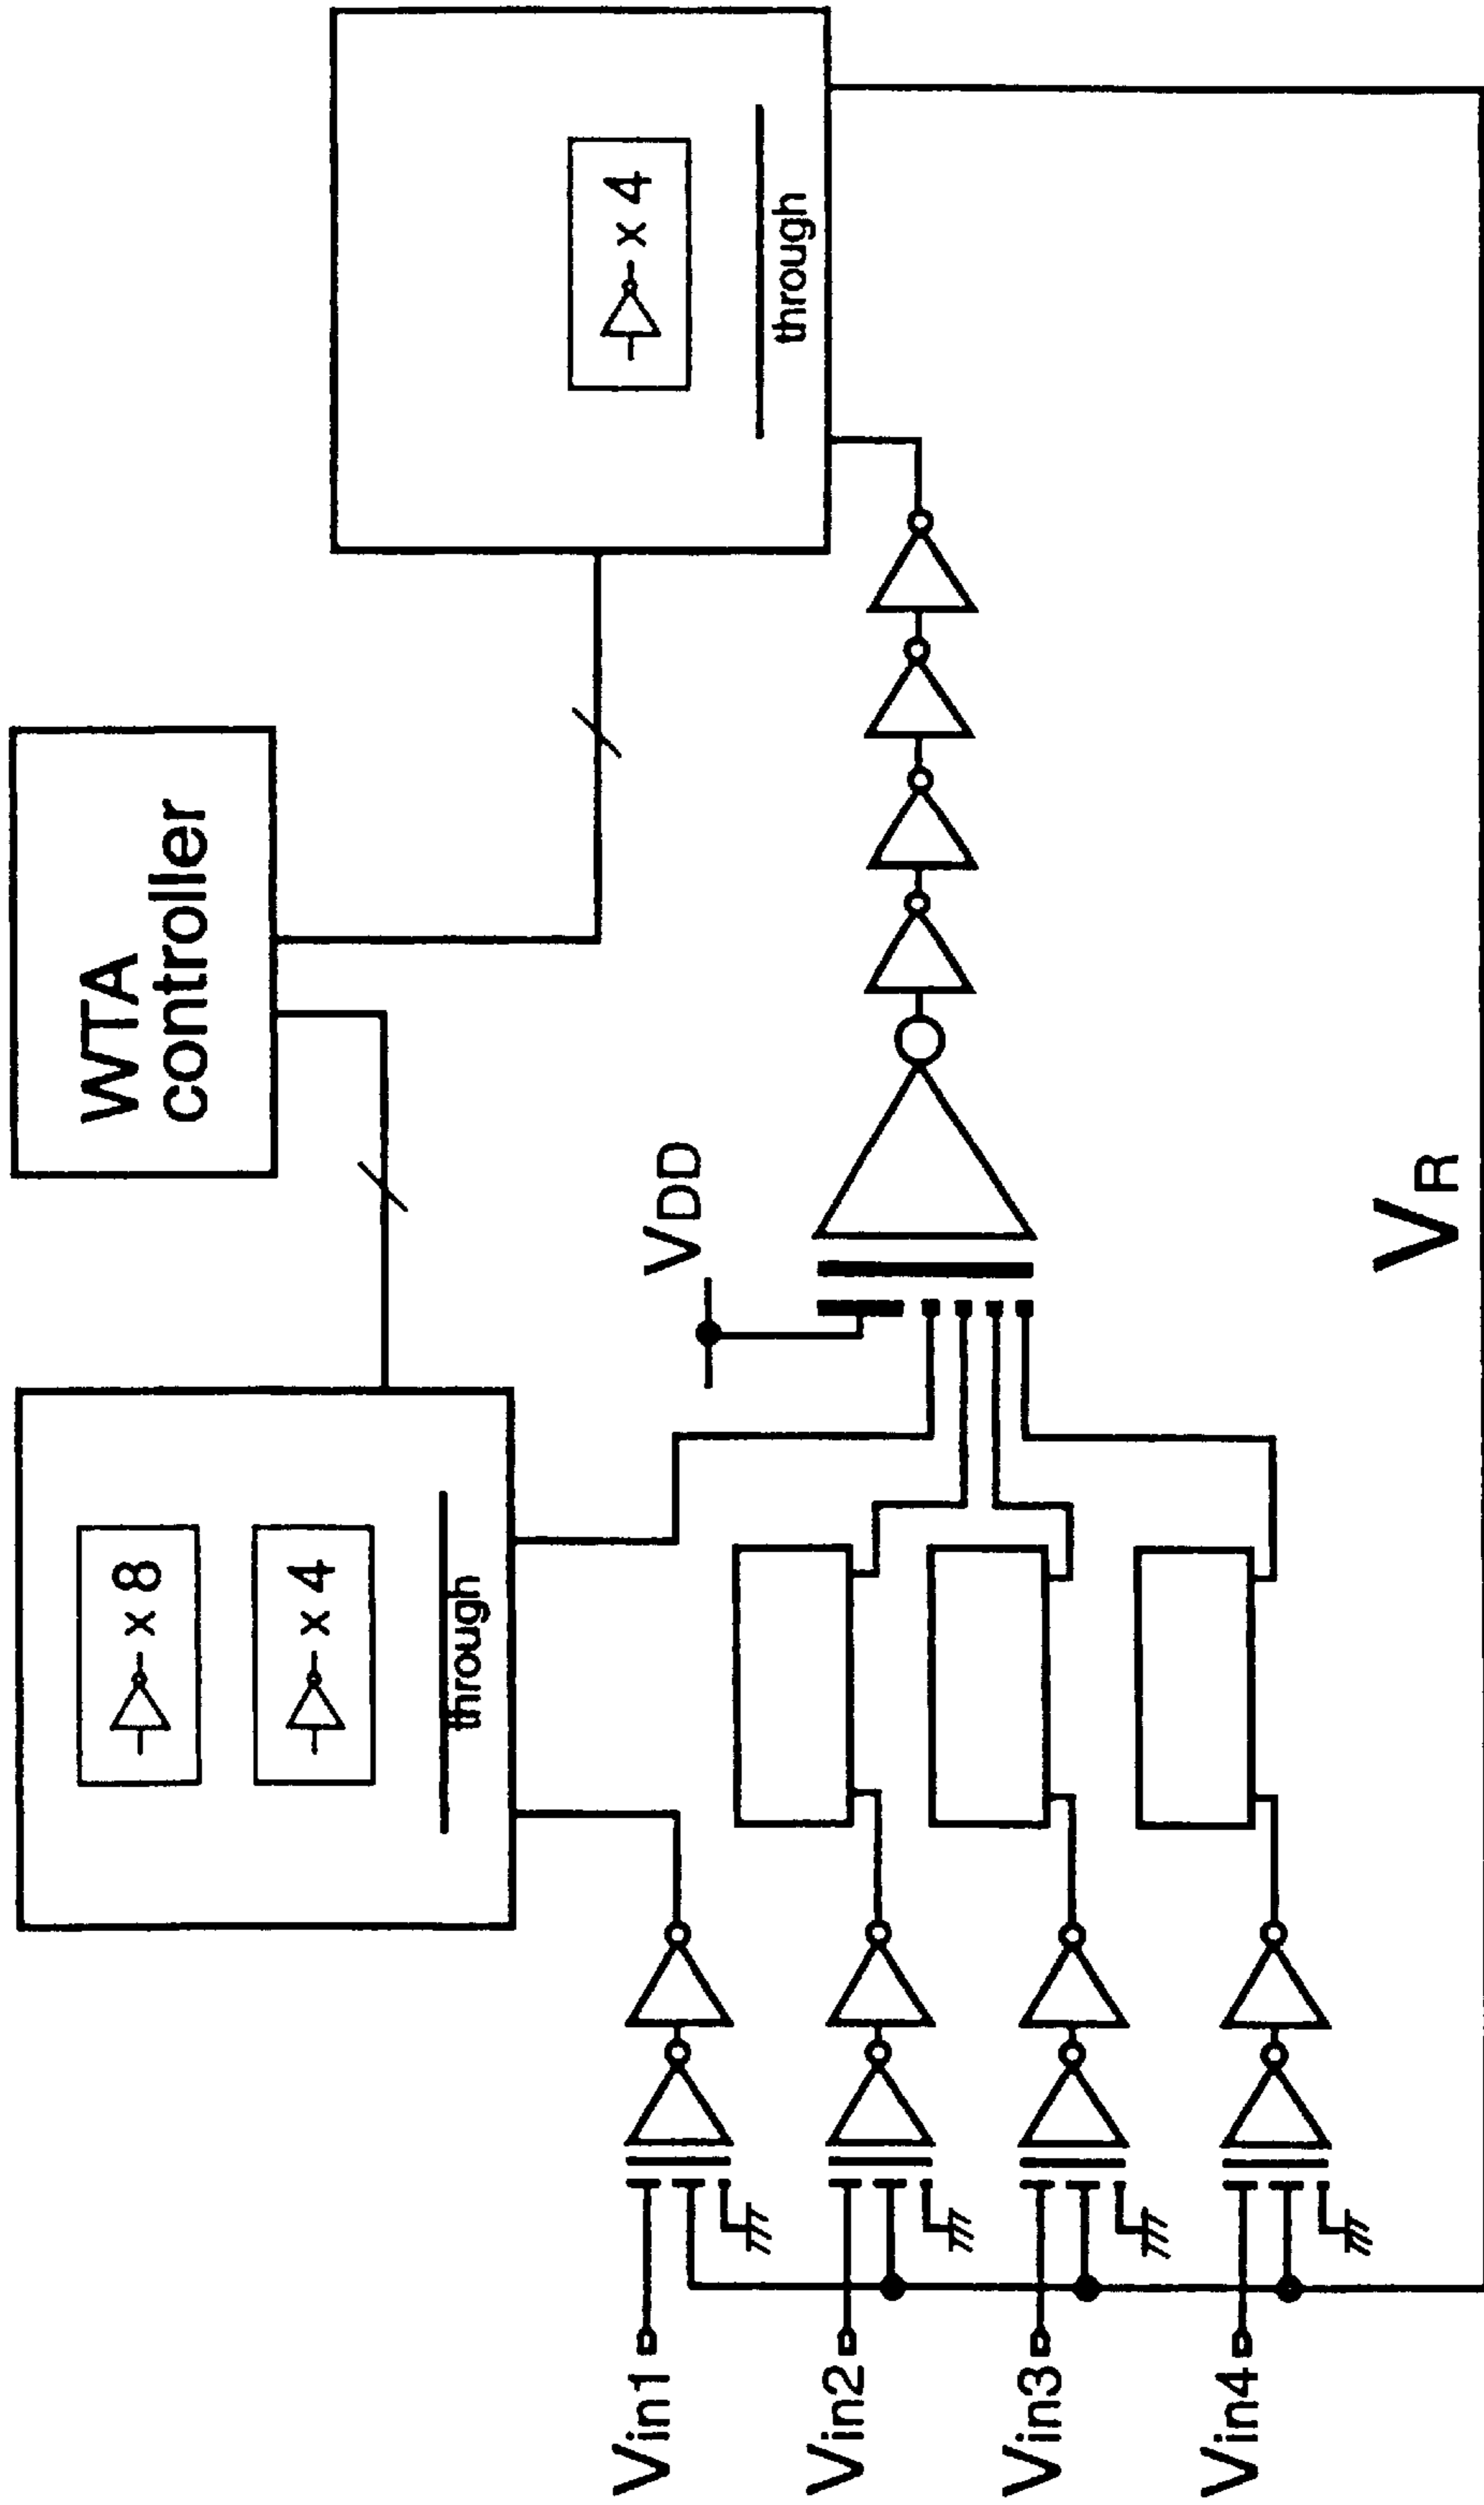 WTA
controller
x 8
x 4
through
x 4
through
VDD
VR
Vin1
Vin2
Vin3
Vin4